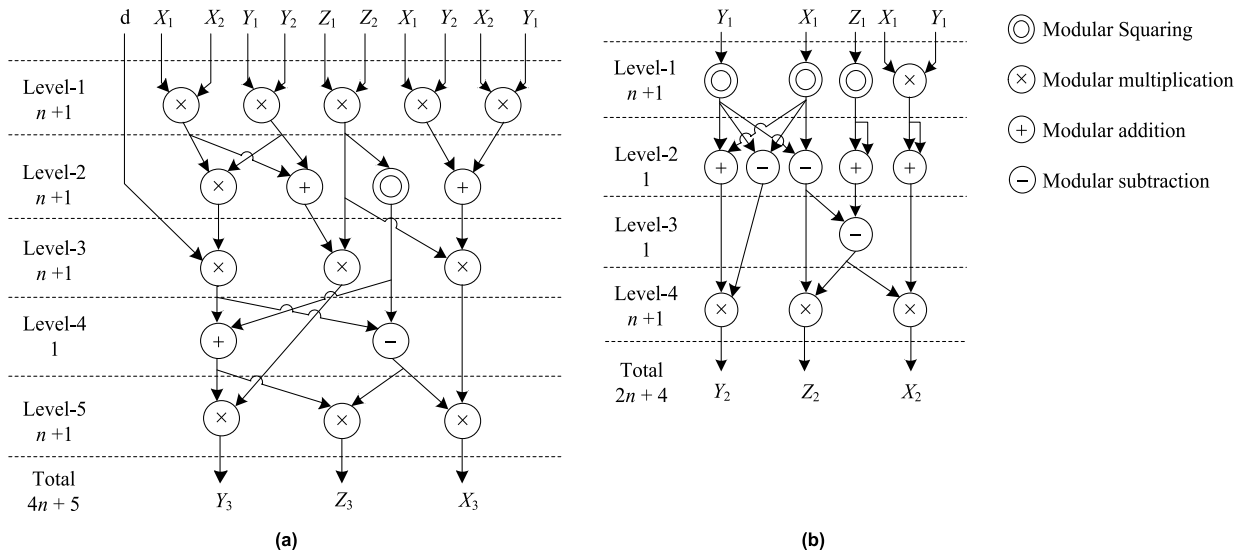 d X₁ X₂ Y₁ Y₂ Z₁ Z₂ X₁ Y₂ X₂ Y₁
Level-1
n+1
Level-2
n+1
Level-3
n+1
Level-4
1
Level-5
n+1
Total
4n + 5
Y₃ Z₃ X₃
(a)
Y₁ X₁ Z₁ X₁ Y₁
Level-1
n+1
Level-2
1
Level-3
1
Level-4
n+1
Total
2n + 4
Y₂ Z₂ X₂
(b)
Modular Squaring
× Modular multiplication
+ Modular addition
− Modular subtraction